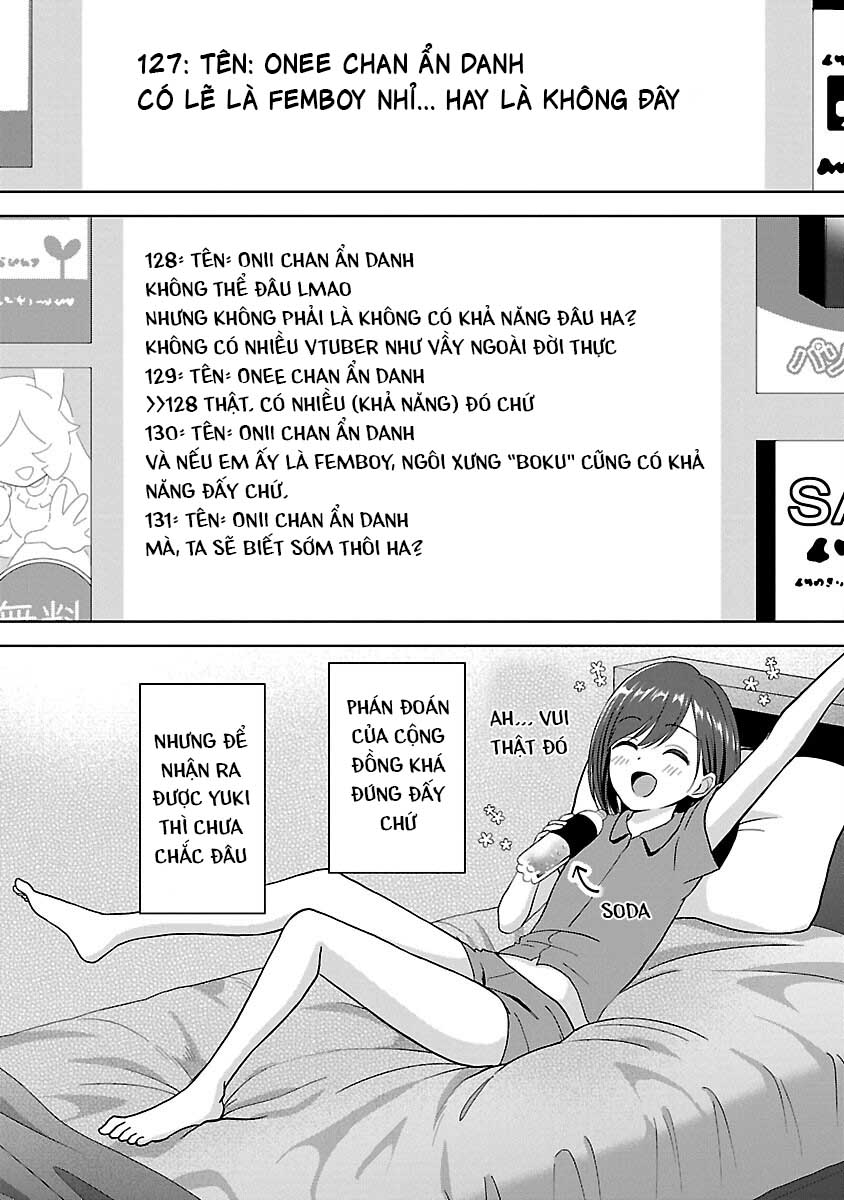 127: TÊN: ONEE CHAN ẨN DANH
CÓ LẼ LÀ FEMBOY NHỈ... HAY LÀ KHÔNG ĐÂY
128: TÊN: ONII CHAN ẨN DANH
KHÔNG THỂ ĐÂU LMAO
NHƯNG KHÔNG PHẢI LÀ KHÔNG CÓ KHẢ NĂNG ĐÂU HA?
KHÔNG CÓ NHIỀU VTUBER NHƯ VẦY NGOÀI ĐỜI THỰC
129: TÊN: ONEE CHAN ẨN DANH
>>128 THẬT, CÓ NHIỀU (KHẢ NĂNG) ĐÓ CHỨ
130: TÊN: ONII CHAN ẨN DANH
VÀ NẾU EM ẤY LÀ FEMBOY, NGÔI XƯNG "BOKU" CŨNG CÓ KHẢ
NĂNG ĐẤY CHỨ.
131: TÊN: ONII CHAN ẨN DANH
MÀ, TA SẼ BIẾT SỚM THÔI HA?
無料
SA
AH... VUI
THẬT ĐÓ
PHÁN ĐOÁN
CỦA CỘNG
ĐỒNG KHÁ
ĐÚNG ĐẤY
CHỨ
NHƯNG ĐỂ
NHẬN RA
ĐƯỢC YUKI
THÌ CHƯA
CHẮC ĐÂU
SODA